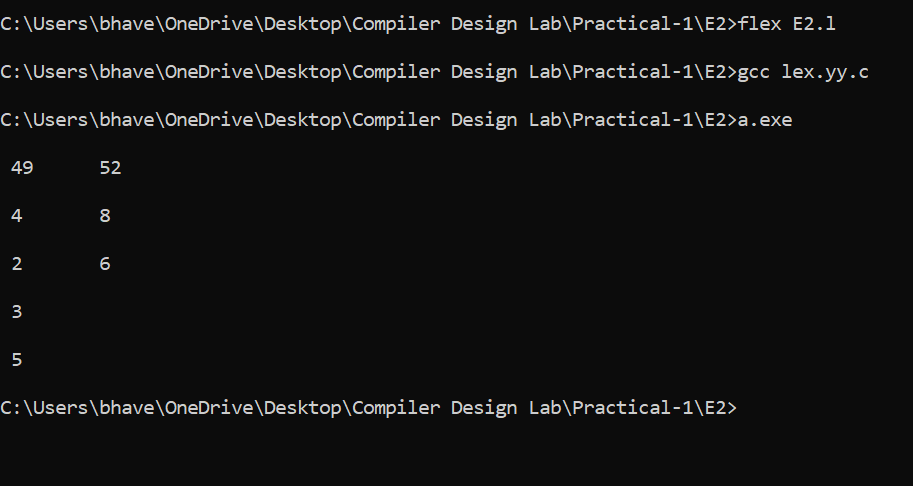 C:\Users\bhave\OneDrive\Desktop\Compiler Design Lab\Practical-1\E2>flex E2.l
C:\Users\bhave\OneDrive\Desktop\Compiler Design Lab\Practical-1\E2>gcc lex.yy.c
C:\Users\bhave\OneDrive\Desktop\Compiler Design Lab\Practical-1\E2>a.exe
49 52
4 8
2 6
3
5
C:\Users\bhave\OneDrive\Desktop\Compiler Design Lab\Practical-1\E2>